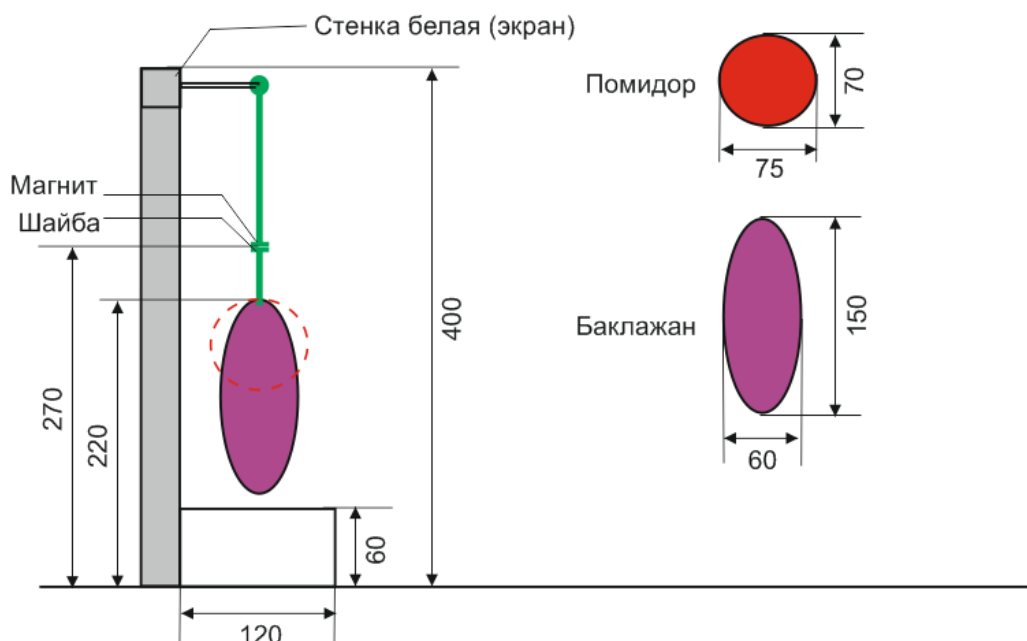 Стенка белая (экран)
Помидор
70
75
Магнит
Шайба
400
270
220
Баклажан
150
60
60
120